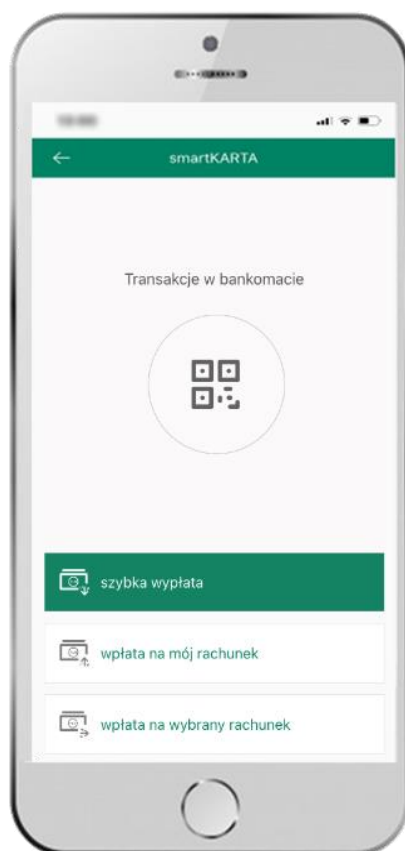 smartKARTA
Transakcje w bankomacie
szybka wypłata
wpłata na mój rachunek
wpłata na wybrany rachunek